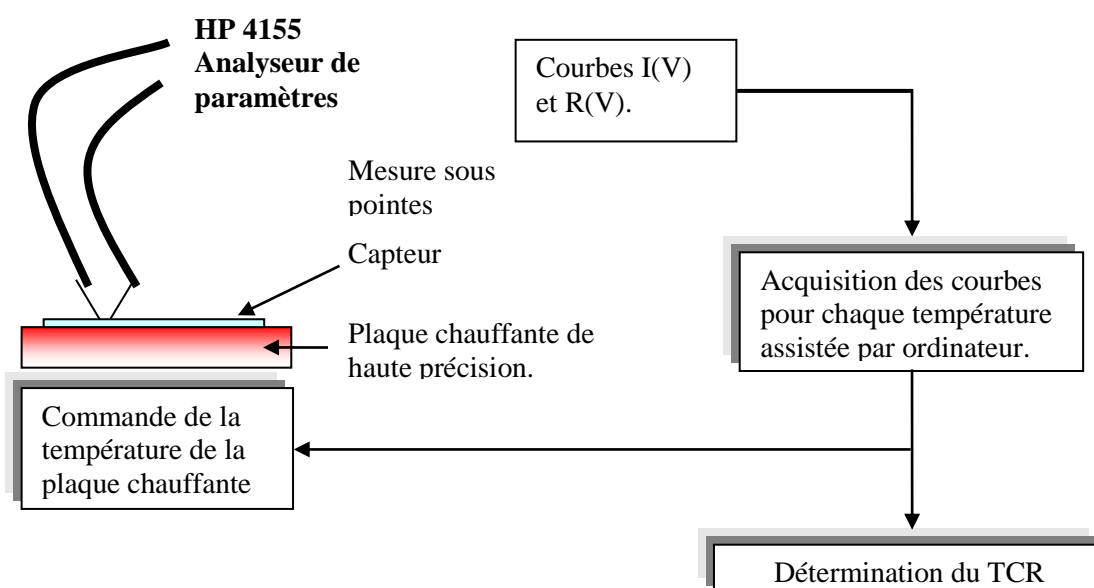 HP 4155
Analyseur de
paramètres
Courbes I(V)
et R(V).
Mesure sous
pointes
Capteur
Plaque chauffante de
haute précision.
Acquisition des courbes
pour chaque température
assistée par ordinateur.
Commande de la
température de la
plaque chauffante
Détermination du TCR